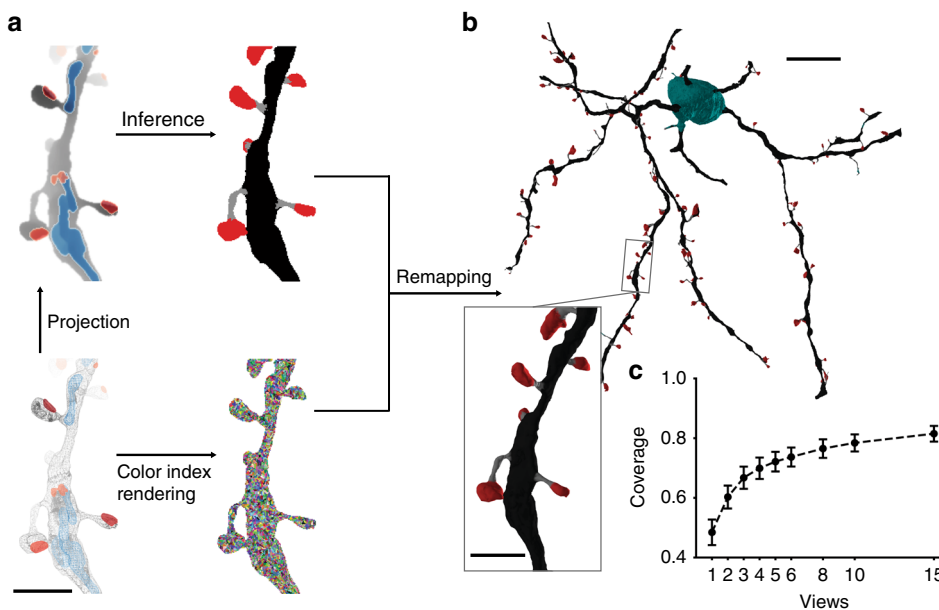 a
Inference
Projection
Color index
rendering
Remapping
b
c
1.0
0.8
0.6
0.4
Coverage
1 2 3 4 5 6 8 10 15
Views